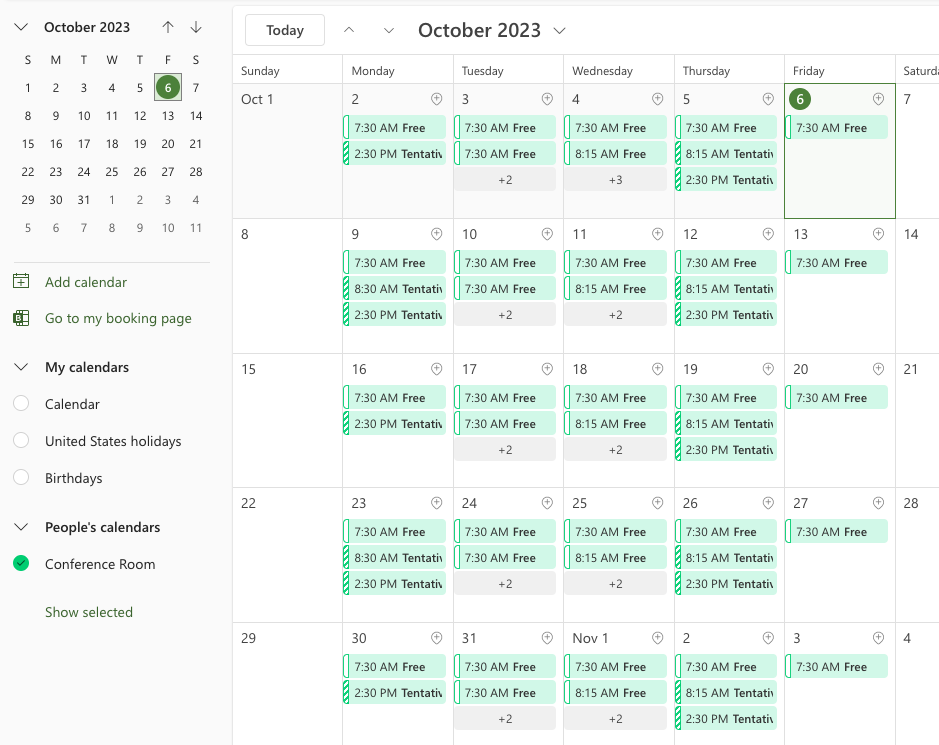 October 2023
S M T W T F S
1 2 3 4 5 6 7
8 9 10 11 12 13 14
15 16 17 18 19 20 21
22 23 24 25 26 27 28
29 30 31 1 2 3 4
5 6 7 8 9 10 11
Add calendar
Go to my booking page
My calendars
Calendar
United States holidays
Birthdays
People's calendars
Conference Room
Show selected
Today October 2023
Sunday Monday Tuesday Wednesday Thursday Friday Saturda
Oct 1 2 3 4 5 6 7
7:30 AM Free 7:30 AM Free 7:30 AM Free 7:30 AM Free 7:30 AM Free
2:30 PM Tentativ 7:30 AM Free 8:15 AM Free 8:15 AM Tentativ
+2 +3 2:30 PM Tentativ
8 9 10 11 12 13 14
7:30 AM Free 7:30 AM Free 7:30 AM Free 7:30 AM Free 7:30 AM Free
8:30 AM Tentativ 7:30 AM Free 8:15 AM Free 8:15 AM Tentativ
2:30 PM Tentativ +2 +2 2:30 PM Tentativ
15 16 17 18 19 20 21
7:30 AM Free 7:30 AM Free 7:30 AM Free 7:30 AM Free 7:30 AM Free
2:30 PM Tentativ 7:30 AM Free 8:15 AM Free 8:15 AM Tentativ
+2 +2 2:30 PM Tentativ
22 23 24 25 26 27 28
7:30 AM Free 7:30 AM Free 7:30 AM Free 7:30 AM Free 7:30 AM Free
8:30 AM Tentativ 7:30 AM Free 8:15 AM Free 8:15 AM Tentativ
2:30 PM Tentativ +2 +2 2:30 PM Tentativ
29 30 31 Nov 1 2 3 4
7:30 AM Free 7:30 AM Free 7:30 AM Free 7:30 AM Free 7:30 AM Free
2:30 PM Tentativ 7:30 AM Free 8:15 AM Free 8:15 AM Tentativ
+2 +2 2:30 PM Tentativ